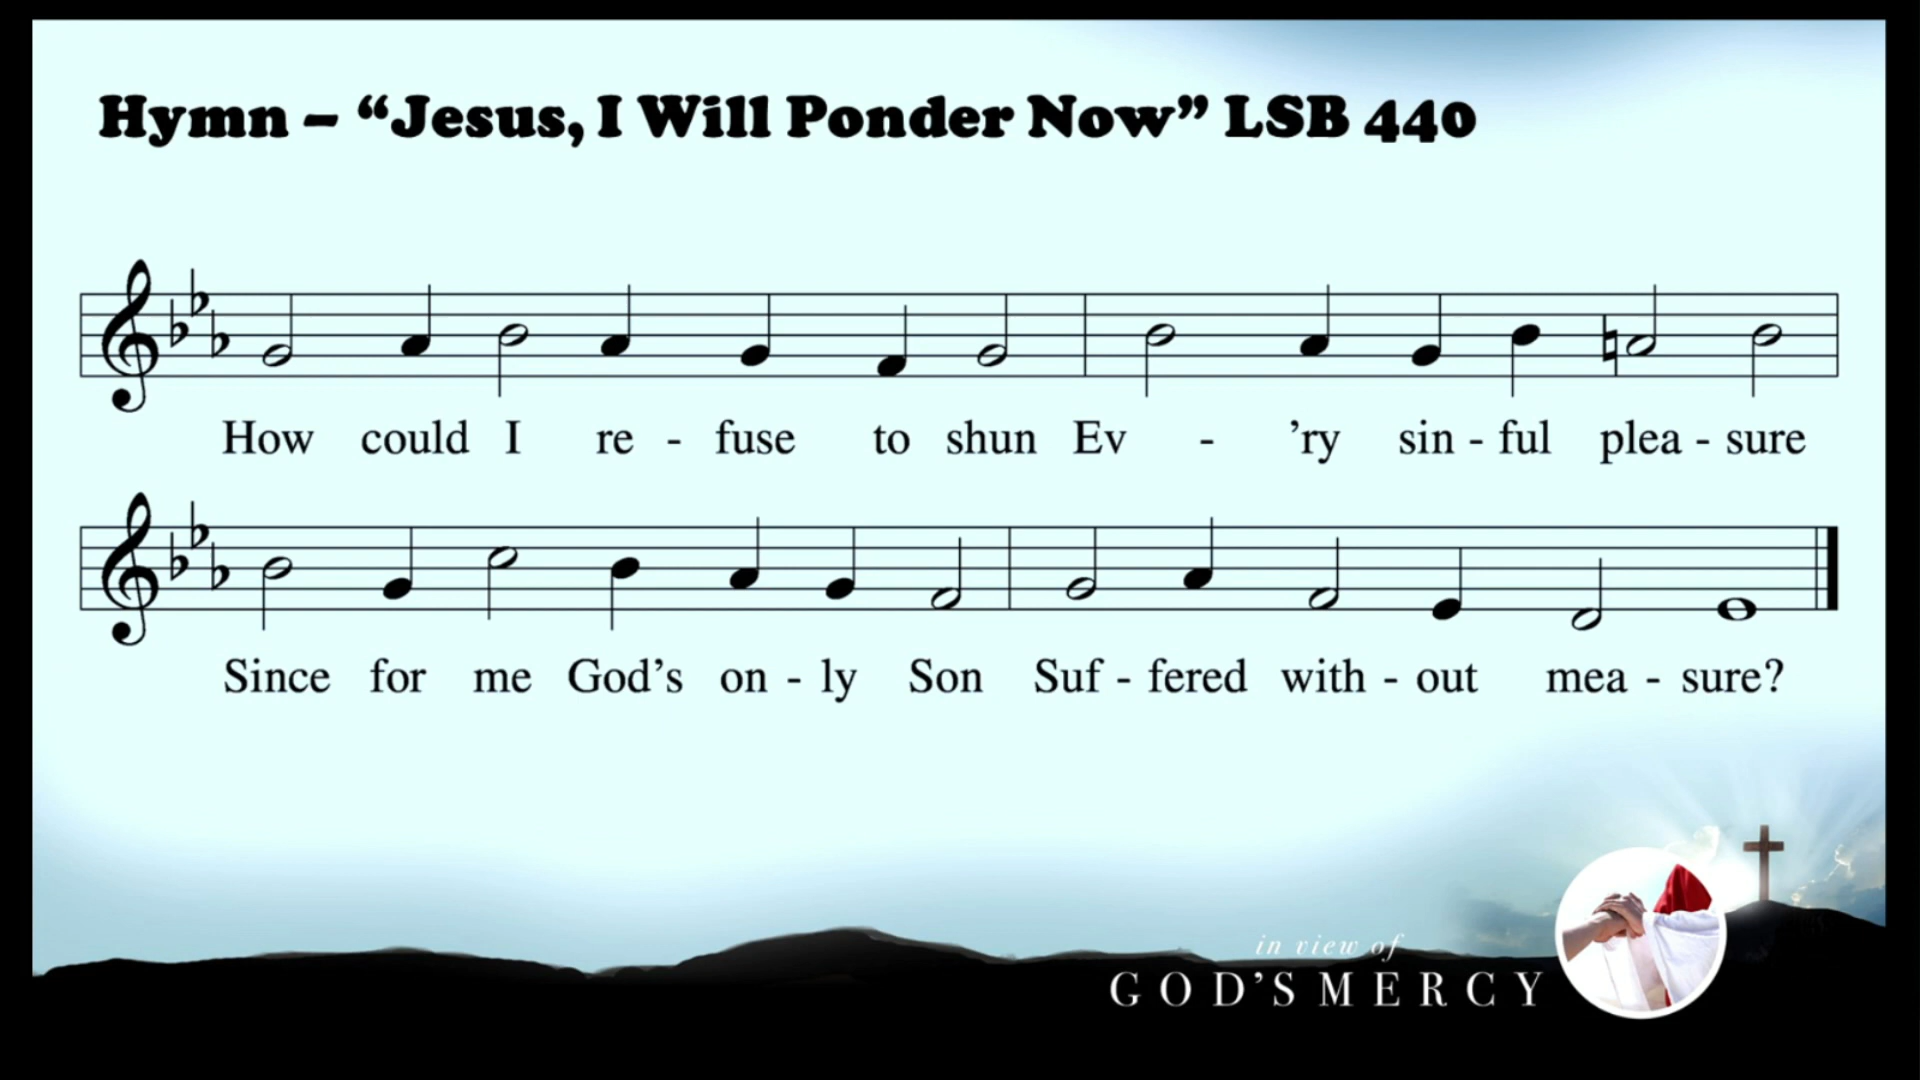 Hymn – “Jesus, I Will Ponder Now” LSB 440
How could I re - fuse to shun Ev - ’ry sin - ful plea - sure
Since for me God’s on - ly Son Suf - fered with - out mea - sure?
in view of
GOD’S MERCY